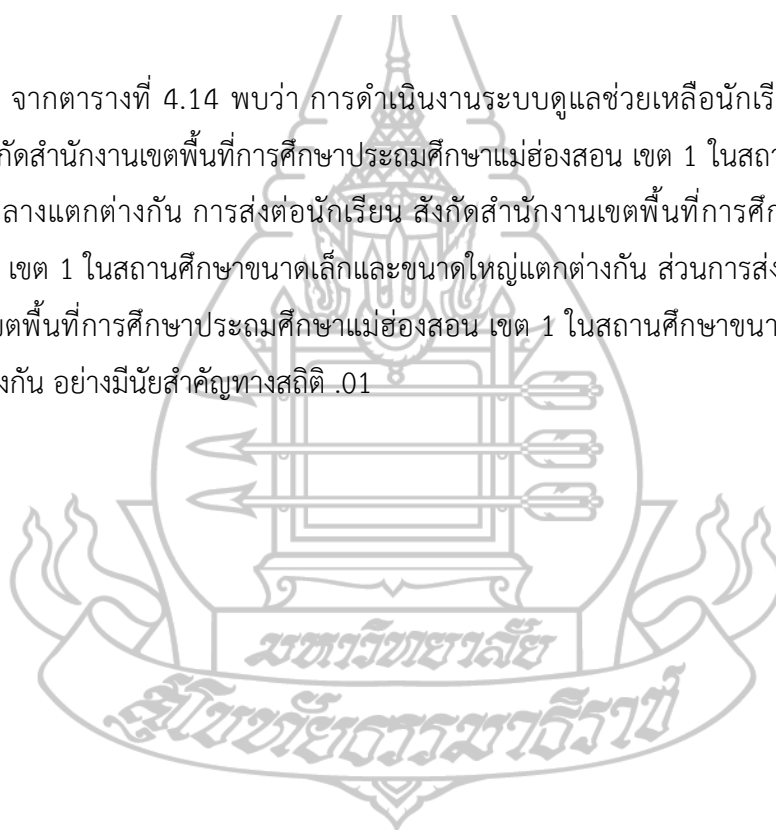 จากตารางที่ 4.14 พบว่า การดำเนินงานระบบดูแลช่วยเหลือนักเรี
กัดสำนักงานเขตพื้นที่การศึกษาประถมศึกษาแม่ฮ่องสอน เขต 1 ในสถา
ลางแตกต่างกัน การส่งต่อนักเรียน สังกัดสำนักงานเขตพื้นที่การศึก
เขต 1 ในสถานศึกษาขนาดเล็กและขนาดใหญ่แตกต่างกัน ส่วนการส่ง
ขตพื้นที่การศึกษาประถมศึกษาแม่ฮ่องสอน เขต 1 ในสถานศึกษาขนา
งกัน อย่างมีนัยสำคัญทางสถิติ .01
มหาวิทยาลัย
สุโขทัยธรรมาธิราช